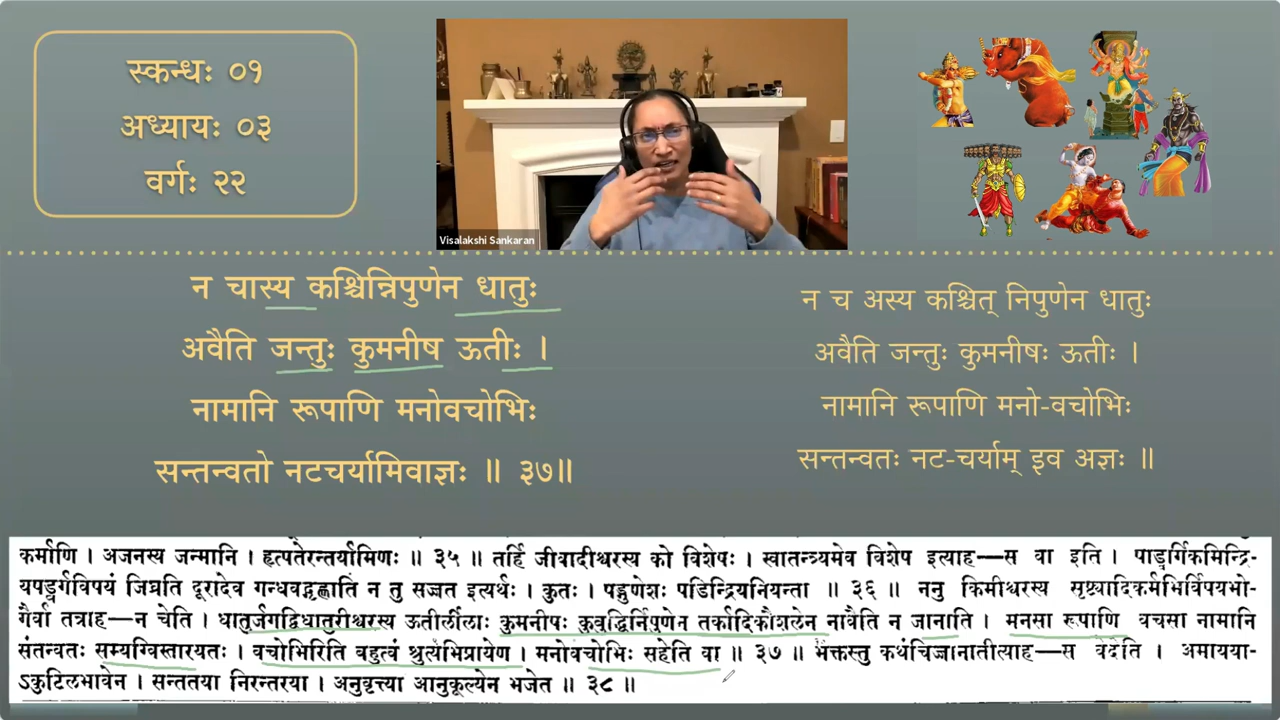 स्कन्धः ०१
अध्यायः ०३
वर्गः २२
Visalakshi Sankaran
न चास्य कश्चिन्निपुणेन धातुः
अवैति जन्तुः कुमनीष ऊतीः ।
नामानि रूपाणि मनोवचोभिः
सन्तन्वतो नटचर्यामिवाज्ञः ॥ ३७॥
न च अस्य कश्चित् निपुणेन धातुः
अवैति जन्तुः कुमनीषः ऊतीः ।
नामानि रूपाणि मनो-वचोभिः
सन्तन्वतः नट-चर्याम् इव अज्ञः ॥
कर्माणि । अजनस्य जन्मानि । हृत्पतेरन्तर्यामिणः ॥ ३५ ॥ तर्हि जीवादीश्वरस्य को विशेषः । स्वातन्त्र्यमेव विशेष इत्याह—स वा इति । पाङ्वर्गिकमिन्द्रि-
यषड्वर्गविषयं जिघ्रति दूरादेव गन्धवद्गृह्णाति न तु सज्जत इत्यर्थः । कुतः । षड्गुणेशः षडिन्द्रियनियन्ता ॥ ३६ ॥ ननु किमीश्वरस्य सृष्ट्यादिकर्मभिर्विषयभो-
गैर्वा तत्राह—न चेति । धातुर्जगद्विधातुरीश्वरस्य ऊतीर्लीलाः कुमनीषः कुबुद्धिर्निपुणेन तर्कादिकौशलेन नावैति न जानाति । मनसा रूपाणि वचसा नामानि
संतन्वतः सम्यग्विस्तारयतः । वचोभिरिति बहुत्वं श्रुत्यभिप्रायेण । मनोवचोभिः सहेति वा ॥ ३७ ॥ भक्तस्तु कथंचिज्जानातीत्याह—स वेदेति । अमायया-
ऽकुटिलभावेन । सन्ततया निरन्तरया । अनुवृत्त्या आनुकूल्येन भजेत ॥ ३८ ॥